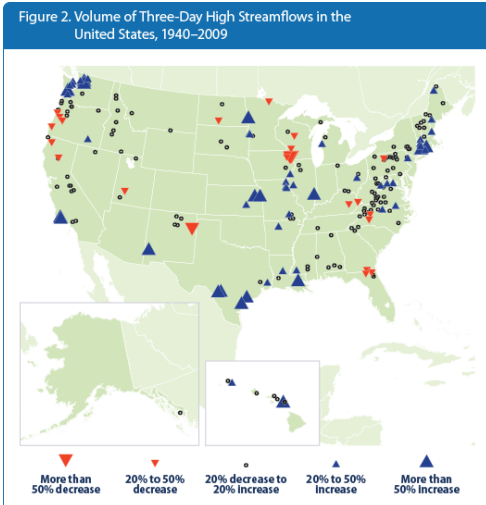 Figure 2. Volume of Three-Day High Streamflows in the
United States, 1940–2009
More than
50% decrease
20% to 50%
decrease
20% decrease to
20% increase
20% to 50%
increase
More than
50% increase